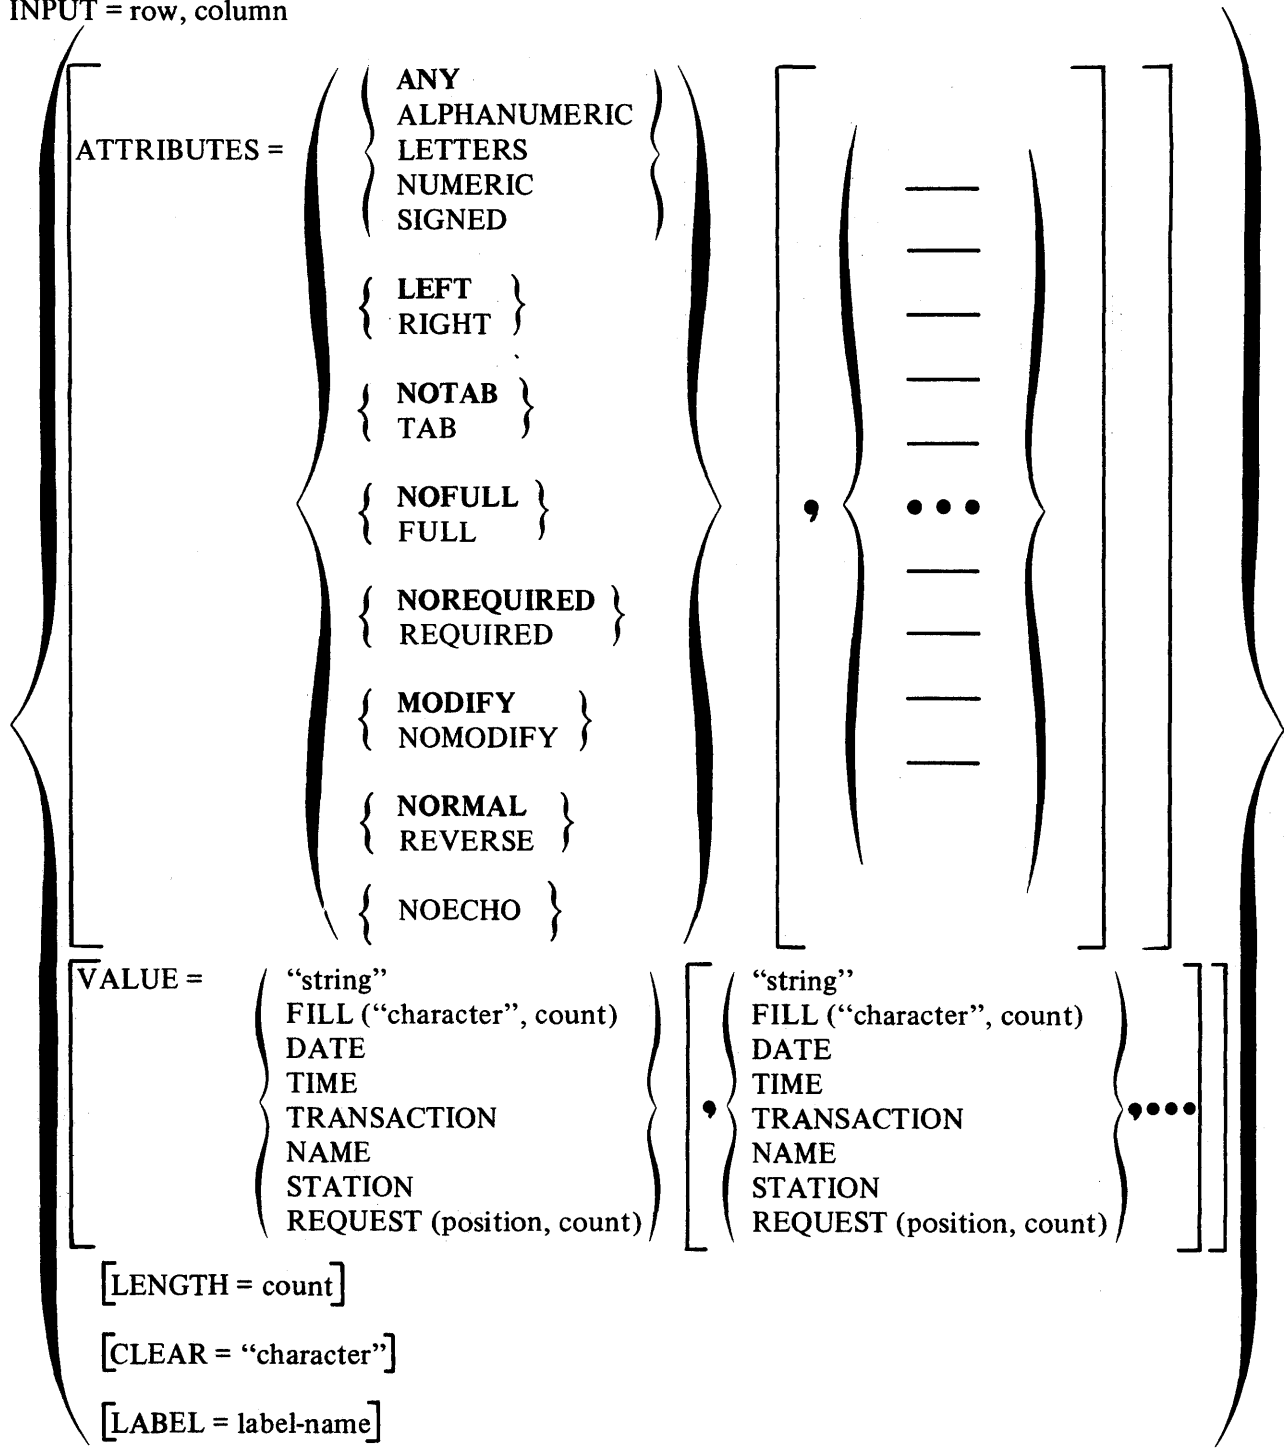 INPUT = row, column
ANY
ALPHANUMERIC
ATTRIBUTES = LETTERS
NUMERIC
SIGNED
LEFT
RIGHT
NOTAB
TAB
NOFULL
FULL
, •••
NOREQUIRED
REQUIRED
MODIFY
NOMODIFY
NORMAL
REVERSE
NOECHO
VALUE = "string" "string"
FILL ("character", count) FILL ("character", count)
DATE DATE
TIME TIME
TRANSACTION , TRANSACTION ,••••
NAME NAME
STATION STATION
REQUEST (position, count) REQUEST (position, count)
[LENGTH = count]
[CLEAR = "character"]
[LABEL = label-name]